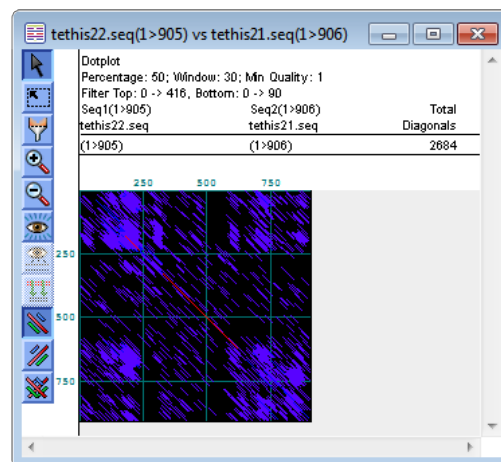 tethis22.seq(1>905) vs tethis21.seq(1>906)
Dotplot
Percentage: 50; Window: 30; Min Quality: 1
Filter Top: 0 -> 416, Bottom: 0 -> 90
Seq1(1>905) Seq2(1>906) Total
tethis22.seq tethis21.seq Diagonals
(1>905) (1>906) 2684
250 500 750
250
500
750